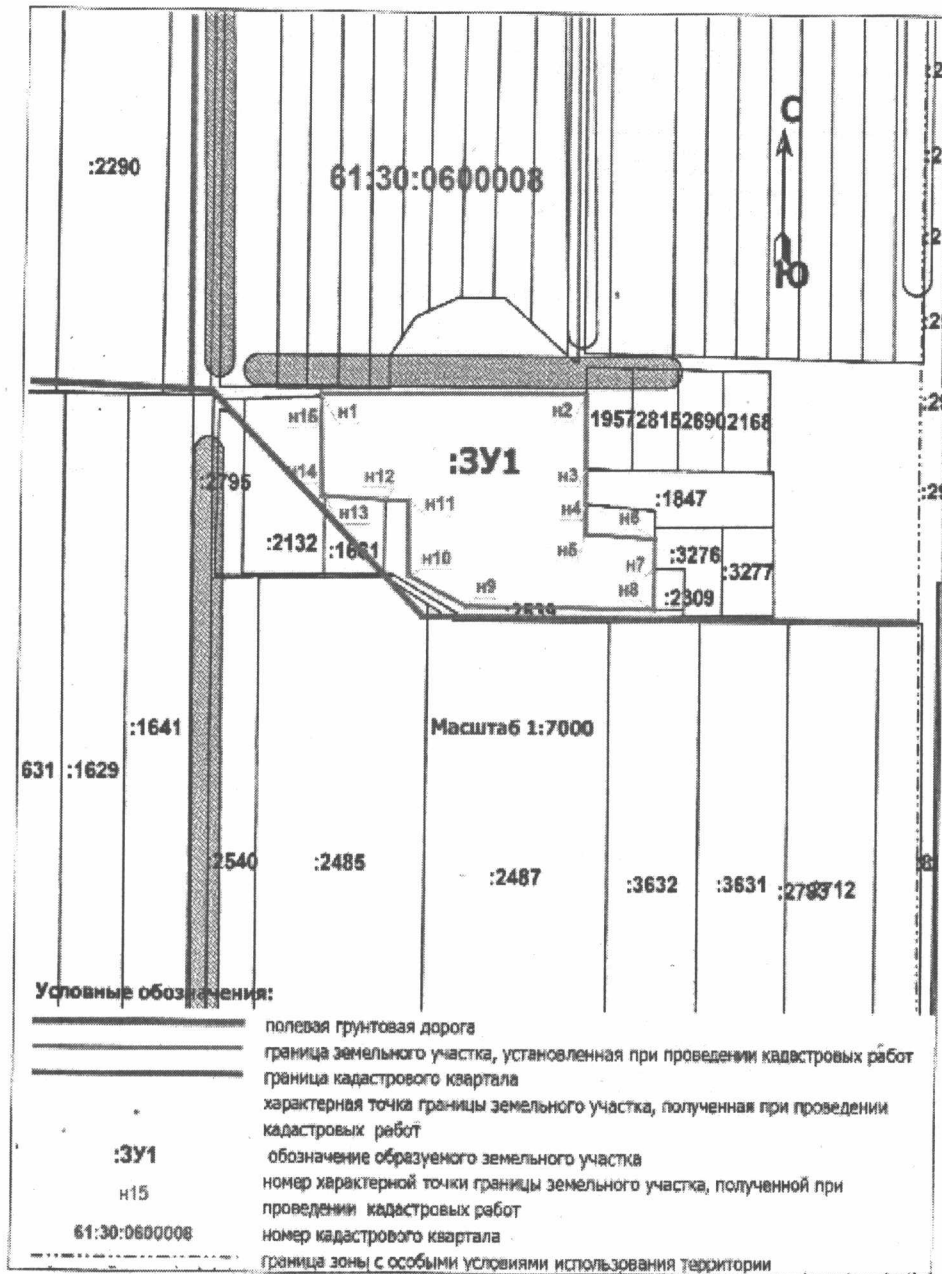 :2290
61:30:0600008
С
Ю
н15 н1 н2
1957 2815 2690 2168
:ЗУ1
:2795 н14 н12 н3
н13 н11 н4 н6 :1847
:2132 :1661 н5
н10 н7 :3276 :3277
н9 н8 :2309
:2539
:1641 Масштаб 1:7000
631 :1629
:2540 :2485 :2487 :3632 :3631 :2793 2712
Условные обозначения:
полевая грунтовая дорога
граница земельного участка, установленная при проведении кадастровых работ
граница кадастрового квартала
характерная точка границы земельного участка, полученная при проведении
кадастровых работ
:ЗУ1 обозначение образуемого земельного участка
н15 номер характерной точки границы земельного участка, полученной при
проведении кадастровых работ
61:30:0600008 номер кадастрового квартала
граница зоны с особыми условиями использования территории